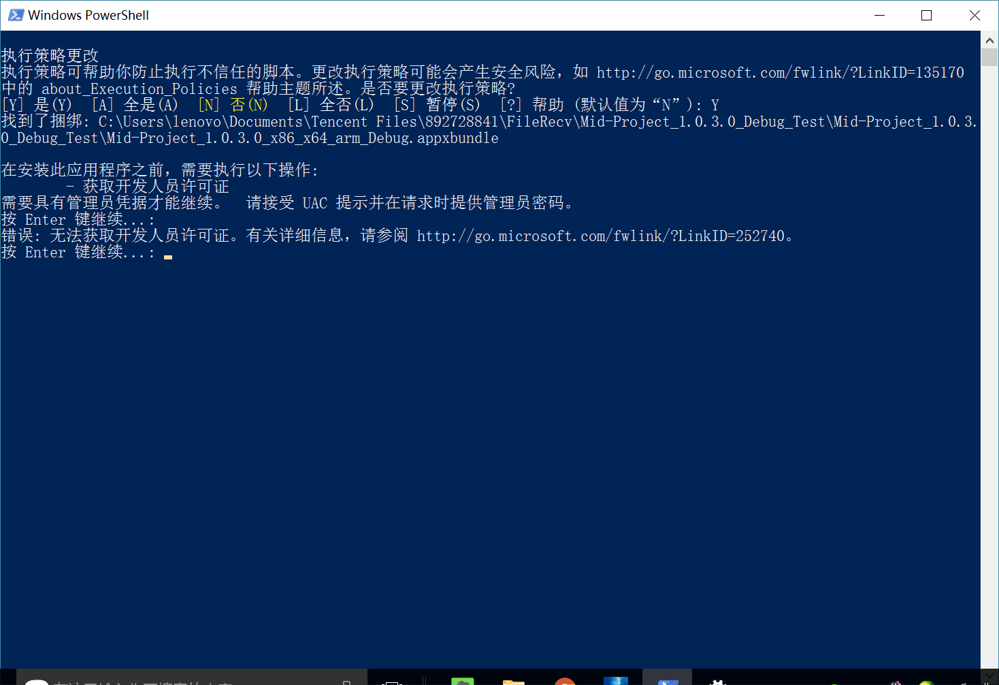 Windows PowerShell
执行策略更改
执行策略可帮助你防止执行不信任的脚本。更改执行策略可能会产生安全风险，如 http://go.microsoft.com/fwlink/?LinkID=135170
中的 about_Execution_Policies 帮助主题所述。是否要更改执行策略?
[Y] 是(Y)  [A] 全是(A)  [N] 否(N)  [L] 全否(L)  [S] 暂停(S)  [?] 帮助 (默认值为“N”): Y
找到了捆绑: C:\Users\lenovo\Documents\Tencent Files\892728841\FileRecv\Mid-Project_1.0.3.0_Debug_Test\Mid-Project_1.0.3.
0_Debug_Test\Mid-Project_1.0.3.0_x86_x64_arm_Debug.appxbundle
在安装此应用程序之前，需要执行以下操作:
- 获取开发人员许可证
需要具有管理员凭据才能继续。  请接受 UAC 提示并在请求时提供管理员密码。
按 Enter 键继续...:
错误: 无法获取开发人员许可证。有关详细信息，请参阅 http://go.microsoft.com/fwlink/?LinkID=252740。
按 Enter 键继续...: